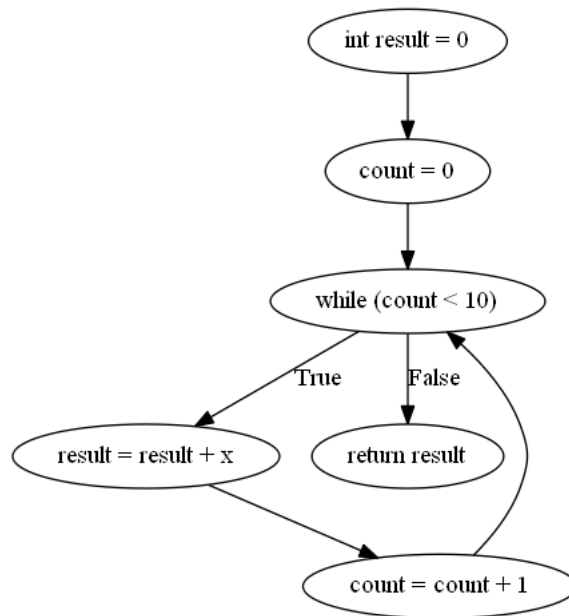 int result = 0
count = 0
while (count < 10)
True
False
result = result + x
return result
count = count + 1